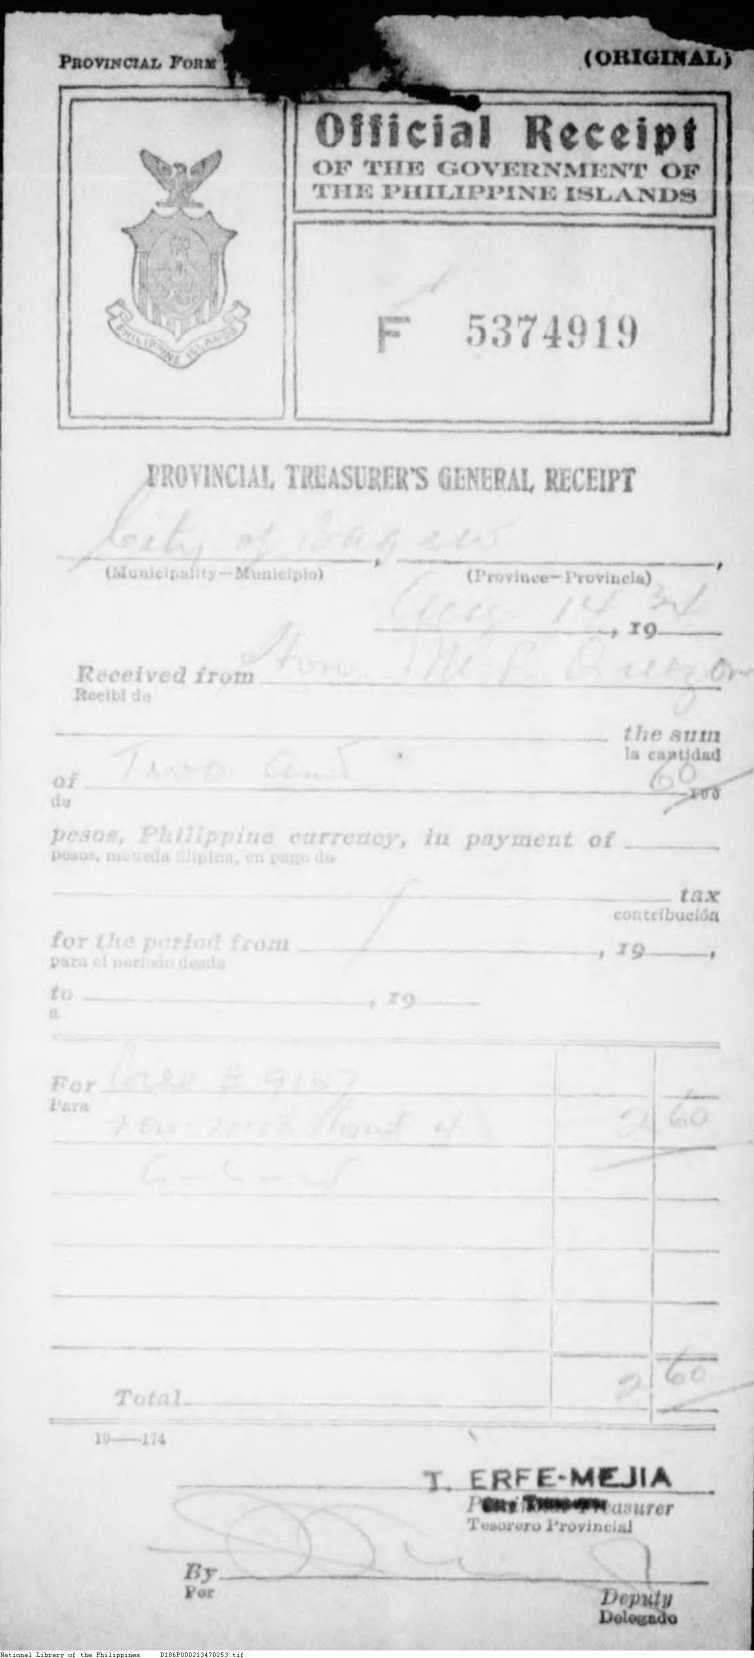 PROVINCIAL FORM
(ORIGINAL)
Official Receipt
OF THE GOVERNMENT OF
THE PHILIPPINE ISLANDS
PHILIPPINE ISLANDS
F 5374919
PROVINCIAL TREASURER'S GENERAL RECEIPT
City of Baguio
(Municipality—Municipio) , (Province—Provincia) ,
Aug. 14 , 19 34
Received from Hon. M. L. Quezon
Recibí de
the sum
la cantidad
of Two and 60/100
de
pesos, Philippine currency, in payment of
pesos, moneda filipina, en pago de
tax
contribución
for the period from , 19 ,
para el período desde
to , 19
a
For
Para
2 60
Total 2 60
10—174
T. ERFE-MEJIA
City Treasurer
Tesorero Provincial
By
Por
Deputy
Delegado
National Library of the Philippines D186P000213470253.tif